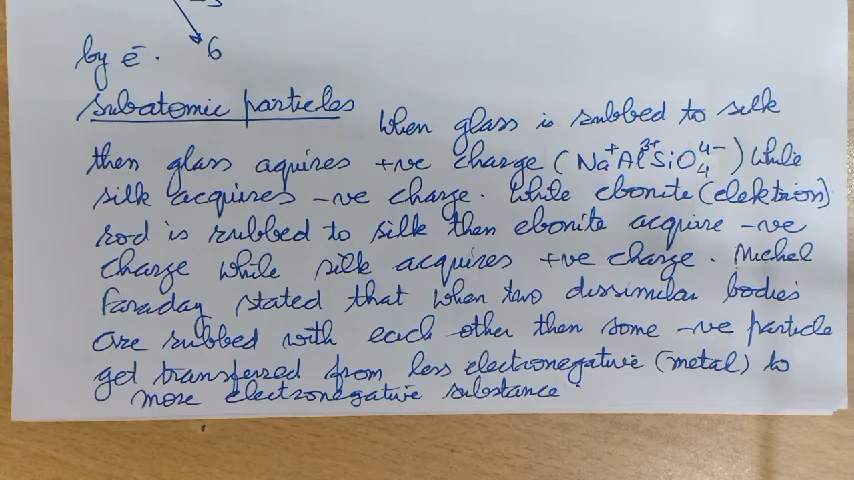 6
by e⁻.
subatomic particles When glass is rubbed to silk
then glass aquires +ve charge (Na⁺Al³⁺SiO₄⁴⁻) While
silk acquires -ve charge. While ebonite (elektron)
rod is rubbed to silk then ebonite acquire -ve
charge while silk acquires +ve charge. Michel
Faraday stated that when two dissimilar bodies
are rubbed with each other then some -ve particle
get transferred from less electronegative (metal) to
more electronegative substance.